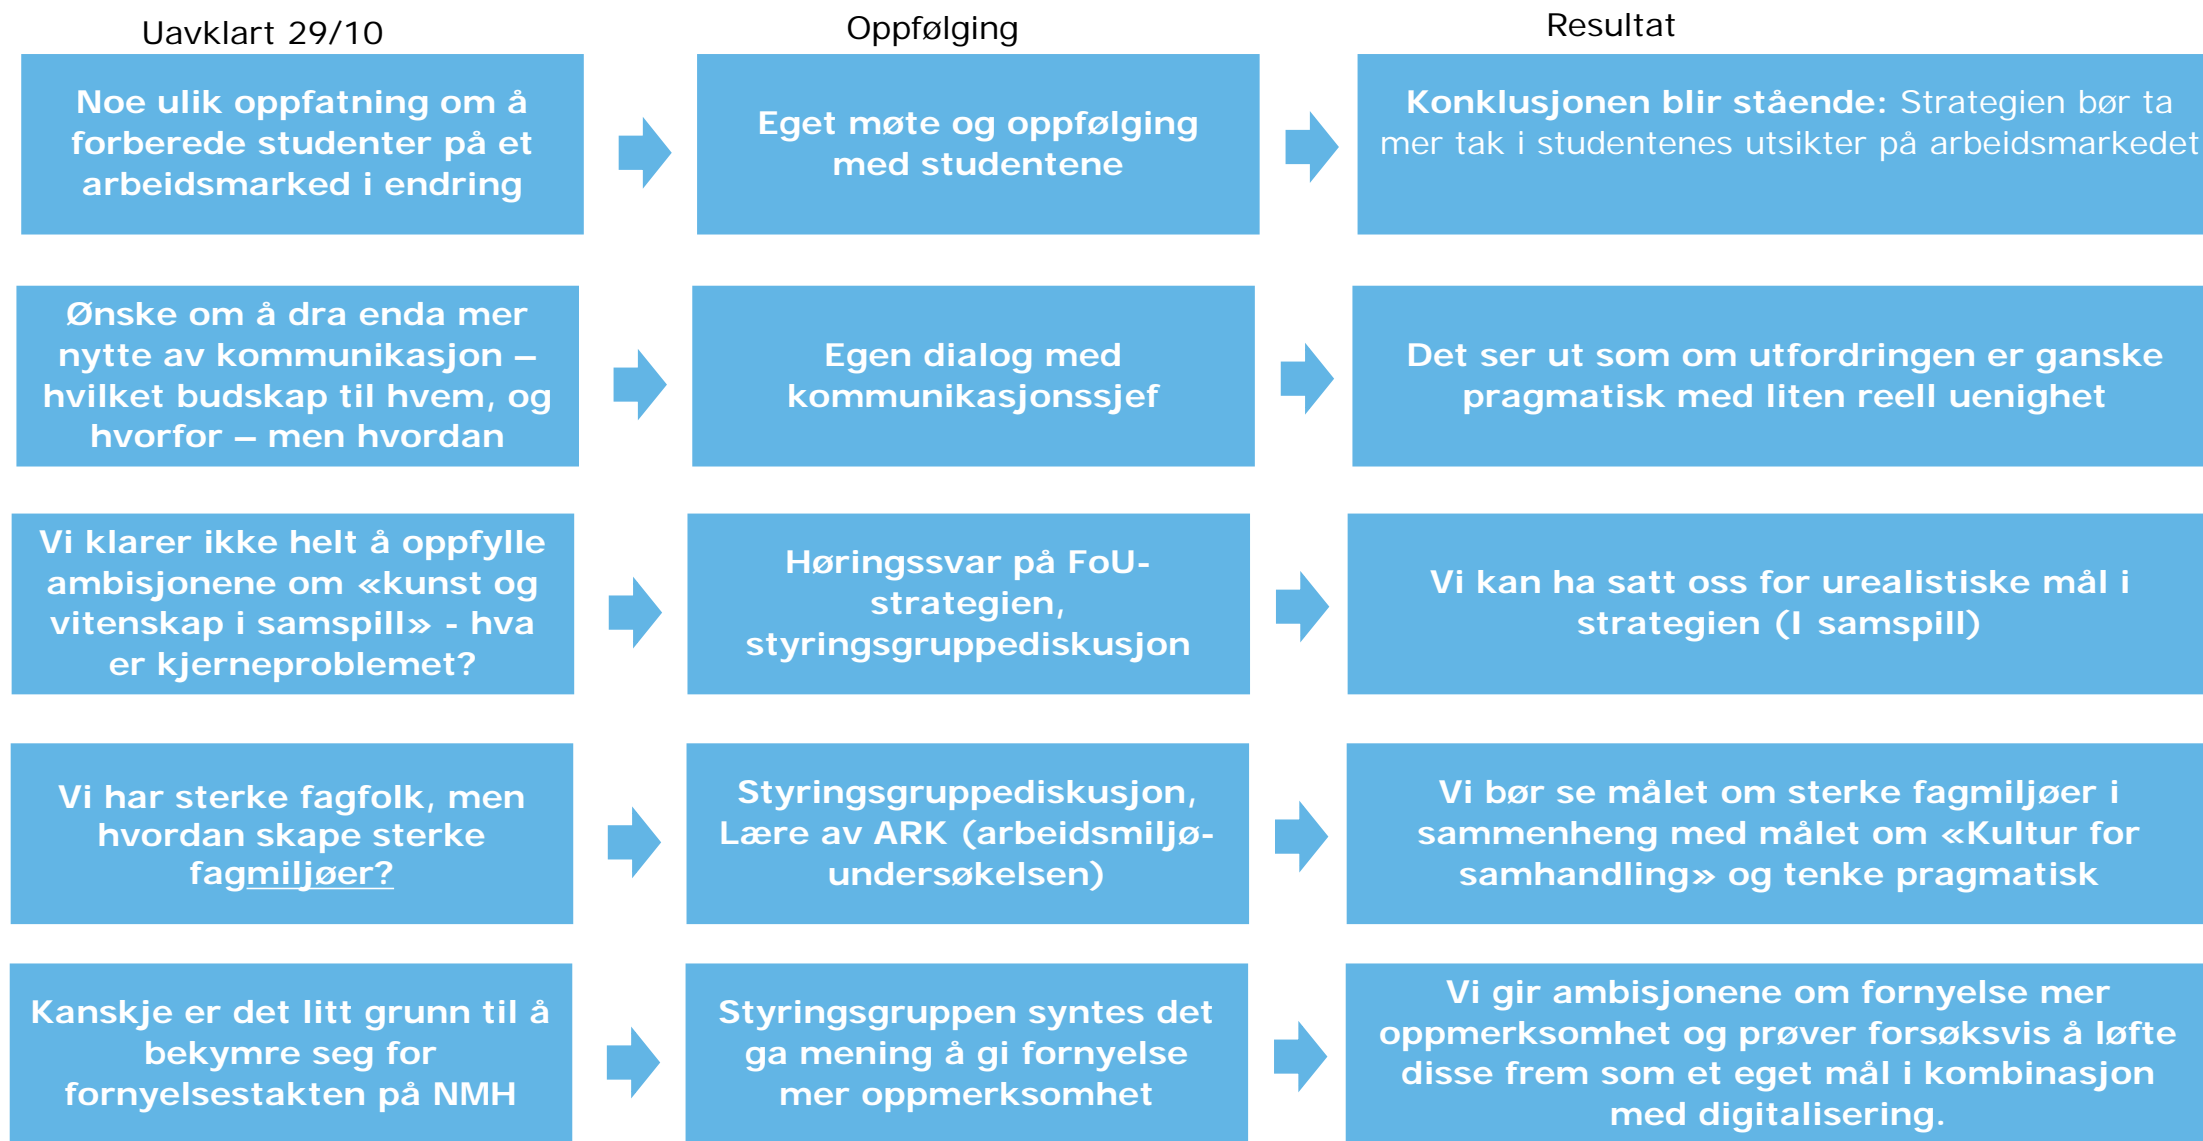 Uavklart 29/10
Oppfølging
Resultat
Noe ulik oppfatning om å
forberede studenter på et
arbeidsmarked i endring
Eget møte og oppfølging
med studentene
Konklusjonen blir stående: Strategien bør ta
mer tak i studentenes utsikter på arbeidsmarkedet
Ønske om å dra enda mer
nytte av kommunikasjon –
hvilket budskap til hvem, og
hvorfor – men hvordan
Egen dialog med
kommunikasjonssjef
Det ser ut som om utfordringen er ganske
pragmatisk med liten reell uenighet
Vi klarer ikke helt å oppfylle
ambisjonene om «kunst og
vitenskap i samspill» - hva
er kjerneproblemet?
Høringssvar på FoU-
strategien,
styringsgruppediskusjon
Vi kan ha satt oss for urealistiske mål i
strategien (I samspill)
Vi har sterke fagfolk, men
hvordan skape sterke
fagmiljøer?
Styringsgruppediskusjon,
Lære av ARK (arbeidsmiljø-
undersøkelsen)
Vi bør se målet om sterke fagmiljøer i
sammenheng med målet om «Kultur for
samhandling» og tenke pragmatisk
Kanskje er det litt grunn til å
bekymre seg for
fornyelsestakten på NMH
Styringsgruppen syntes det
ga mening å gi fornyelse
mer oppmerksomhet
Vi gir ambisjonene om fornyelse mer
oppmerksomhet og prøver forsøksvis å løfte
disse frem som et eget mål i kombinasjon
med digitalisering.